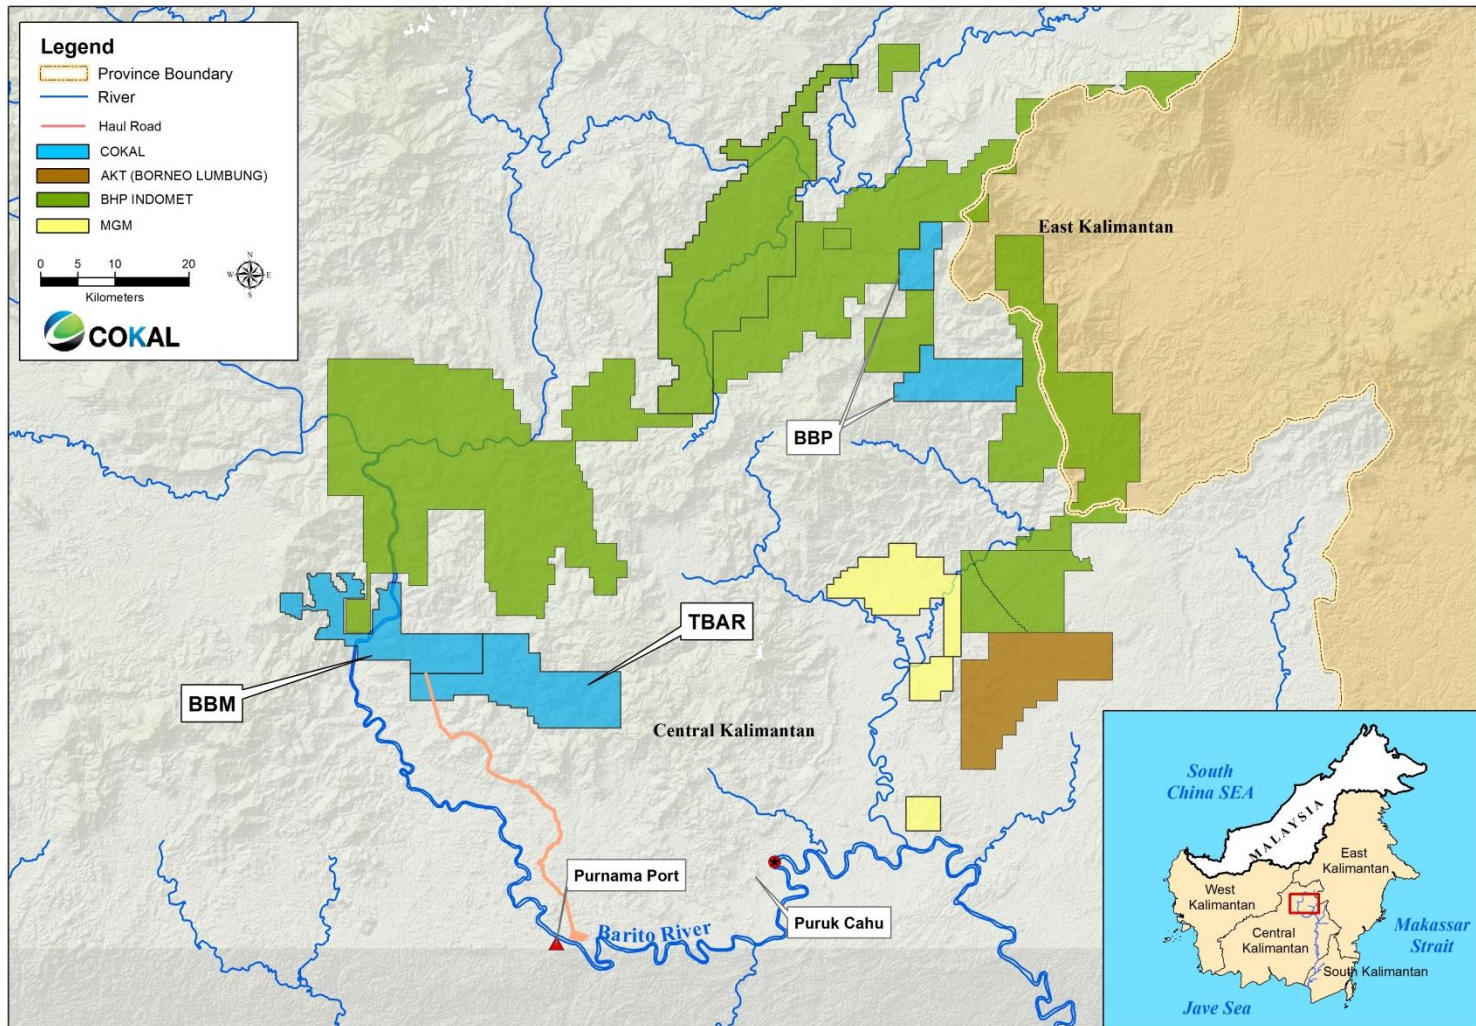 Legend
Province Boundary
River
Haul Road
COKAL
AKT (BORNEO LUMBUNG)
BHP INDOMET
MGM
0 5 10 20
Kilometers
N
W E
S
COKAL
East Kalimantan
BBP
TBAR
BBM
Central Kalimantan
Purnama Port
Puruk Cahu
Barito River
South
China SEA
MALAYSIA
East
Kalimantan
West
Kalimantan
Central
Kalimantan
Makassar
Strait
South Kalimantan
Jave Sea